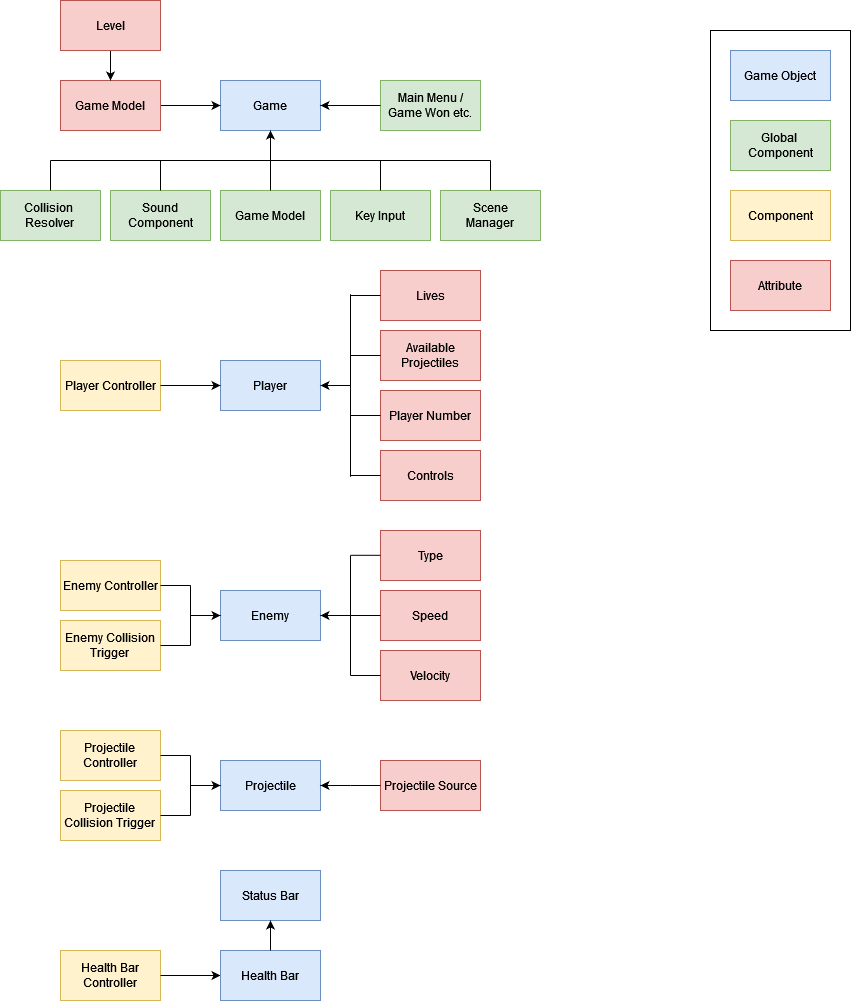 Level
Game Model
Game
Main Menu /
Game Won etc.
Collision
Resolver
Sound
Component
Game Model
Key Input
Scene
Manager
Player Controller
Player
Lives
Available
Projectiles
Player Number
Controls
Enemy Controller
Enemy Collision
Trigger
Enemy
Type
Speed
Velocity
Projectile
Controller
Projectile
Collision Trigger
Projectile
Projectile Source
Status Bar
Health Bar
Controller
Health Bar
Game Object
Global
Component
Component
Attribute